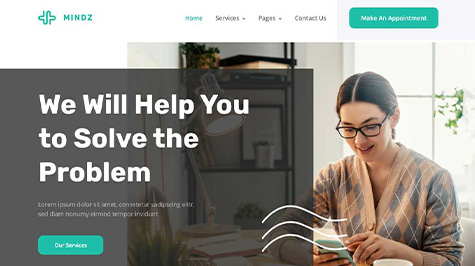 MINDZ
Home Services Pages Contact Us Make An Appointment
We Will Help You
to Solve the
Problem
Lorem ipsum dolor sit amet, consetetur sadipscing elitr,
sed diam nonumy eirmod tempor invidunt
Our Services